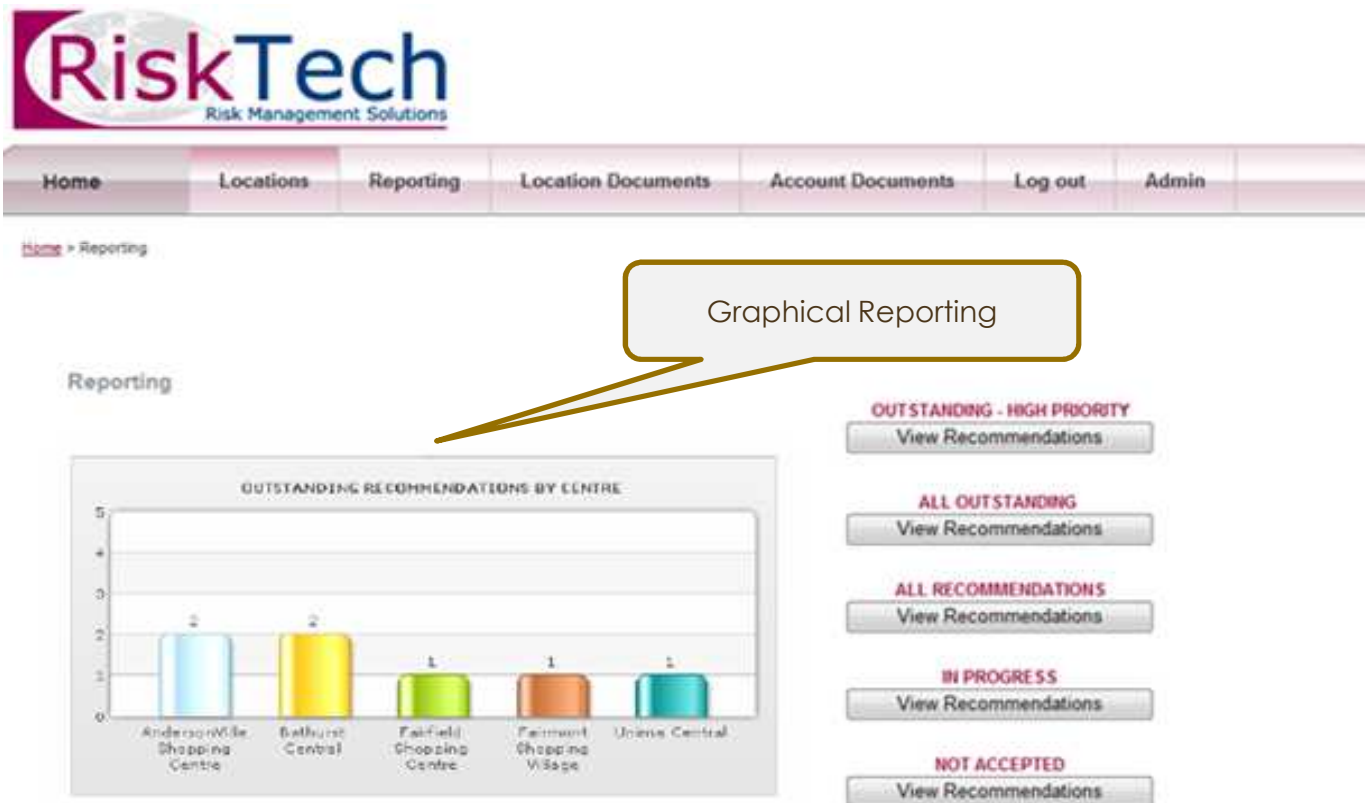 RiskTech
Risk Management Solutions
Home Locations Reporting Location Documents Account Documents Log out Admin
Home > Reporting
Graphical Reporting
Reporting
OUTSTANDING RECOMMENDATIONS BY CENTRE
5
4
3
2
1
0
2 2 1 1 1
AndersonVille Shopping Centre
Bathurst Central
Fairfield Shopping Centre
Fairmont Shopping Village
Central
OUTSTANDING - HIGH PRIORITY
View Recommendations
ALL OUTSTANDING
View Recommendations
ALL RECOMMENDATIONS
View Recommendations
IN PROGRESS
View Recommendations
NOT ACCEPTED
View Recommendations